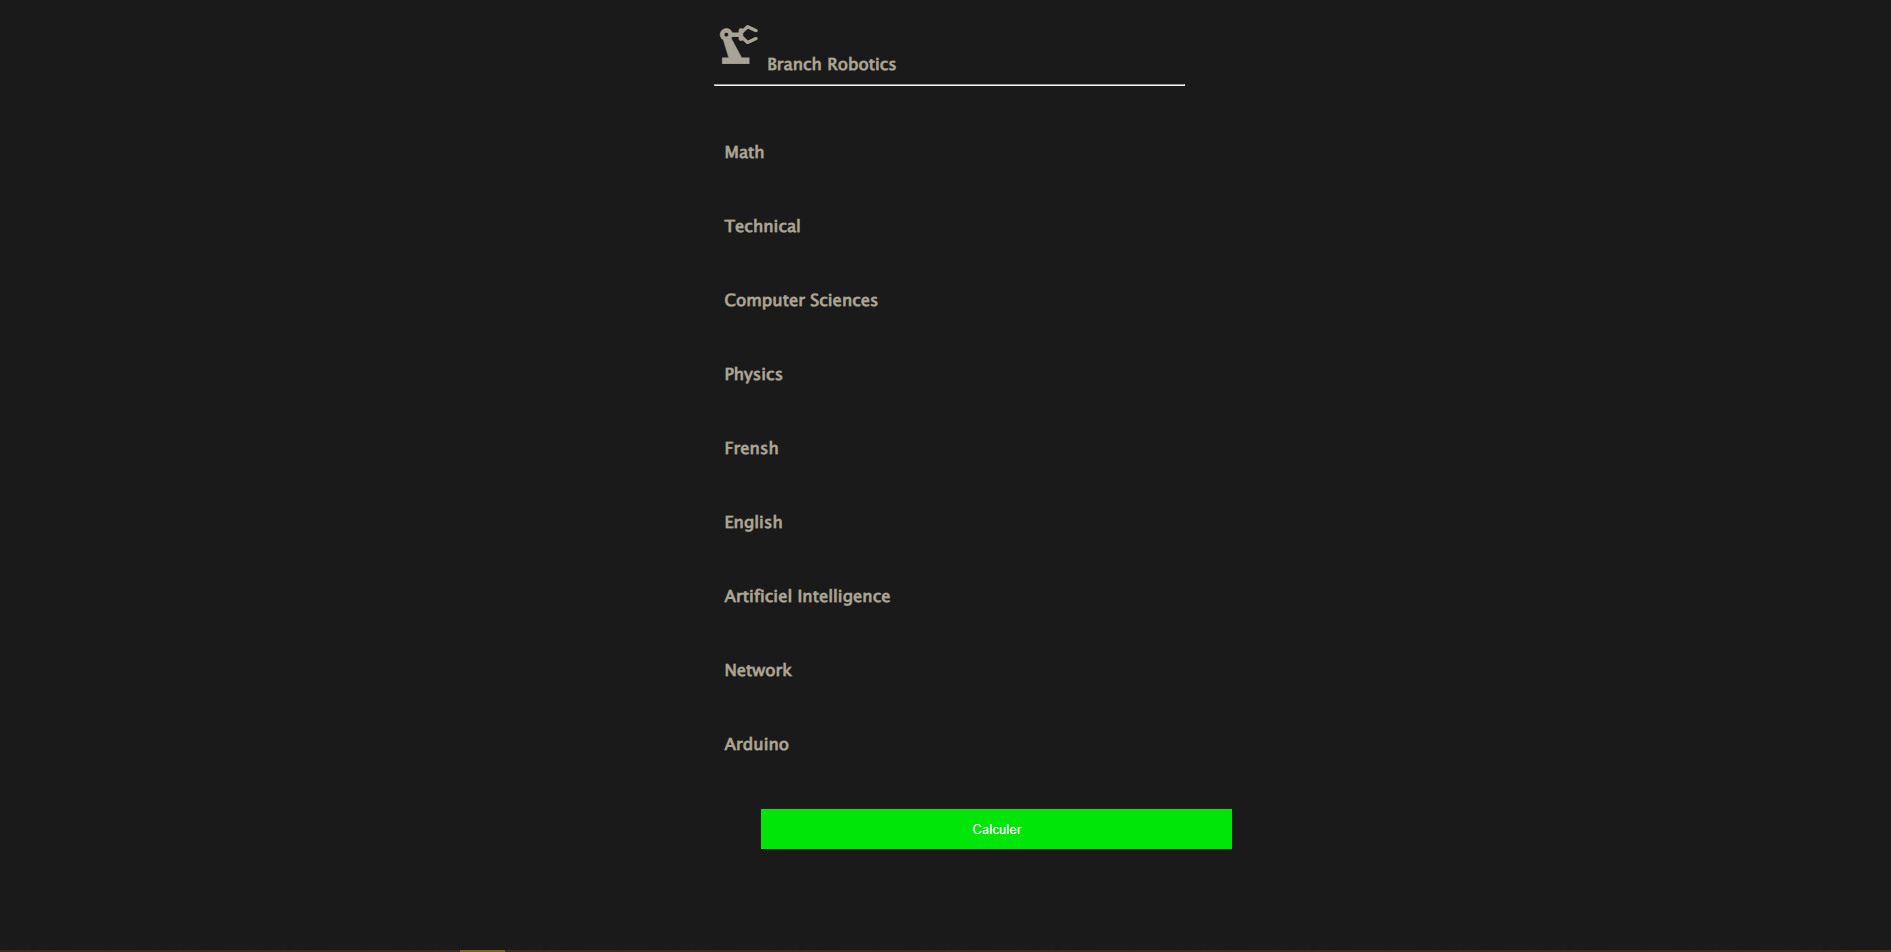 Branch Robotics
Math
Technical
Computer Sciences
Physics
Frensh
English
Artificiel Intelligence
Network
Arduino
Calculer